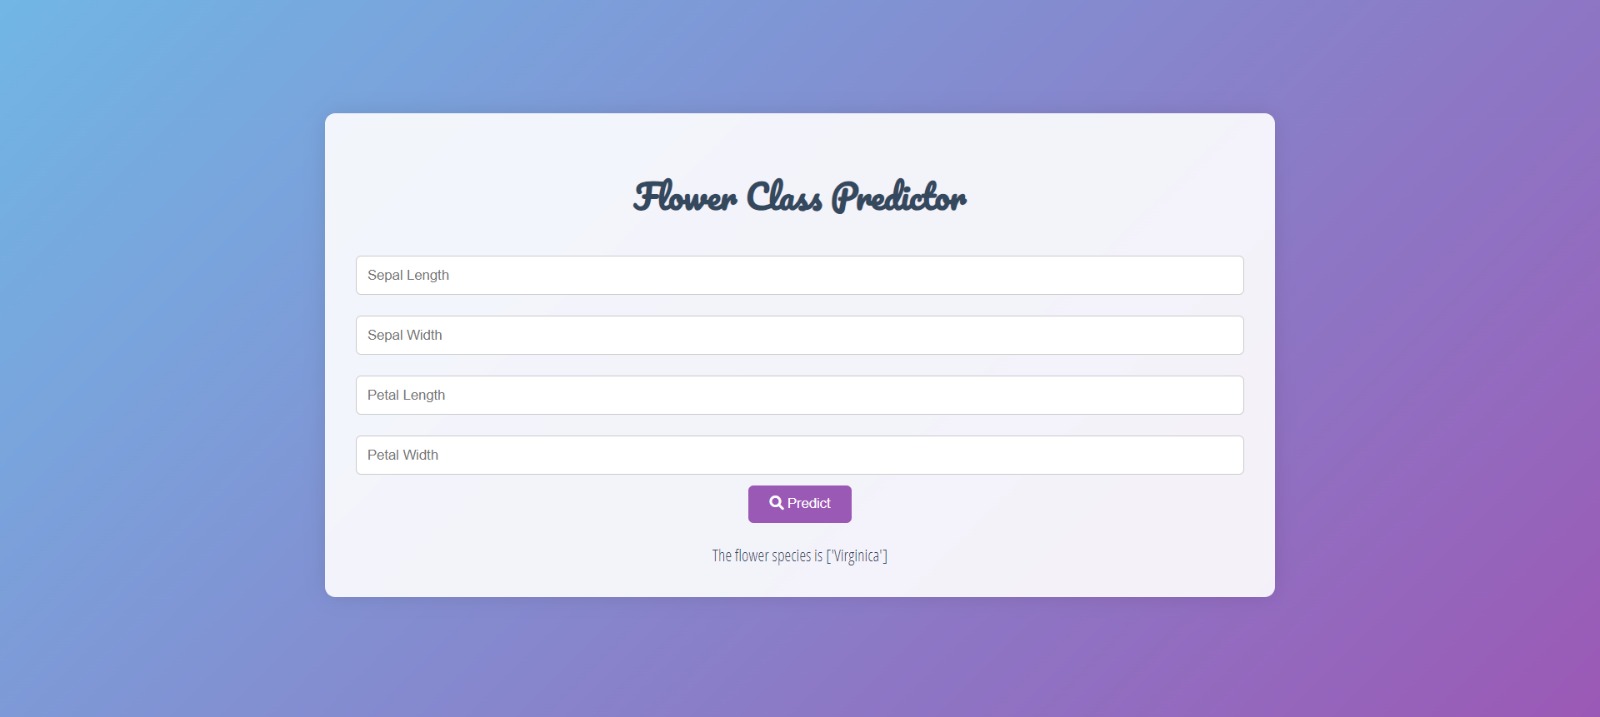 Flower Class Predictor
Sepal Length
Sepal Width
Petal Length
Petal Width
Predict
The flower species is ['Virginica']